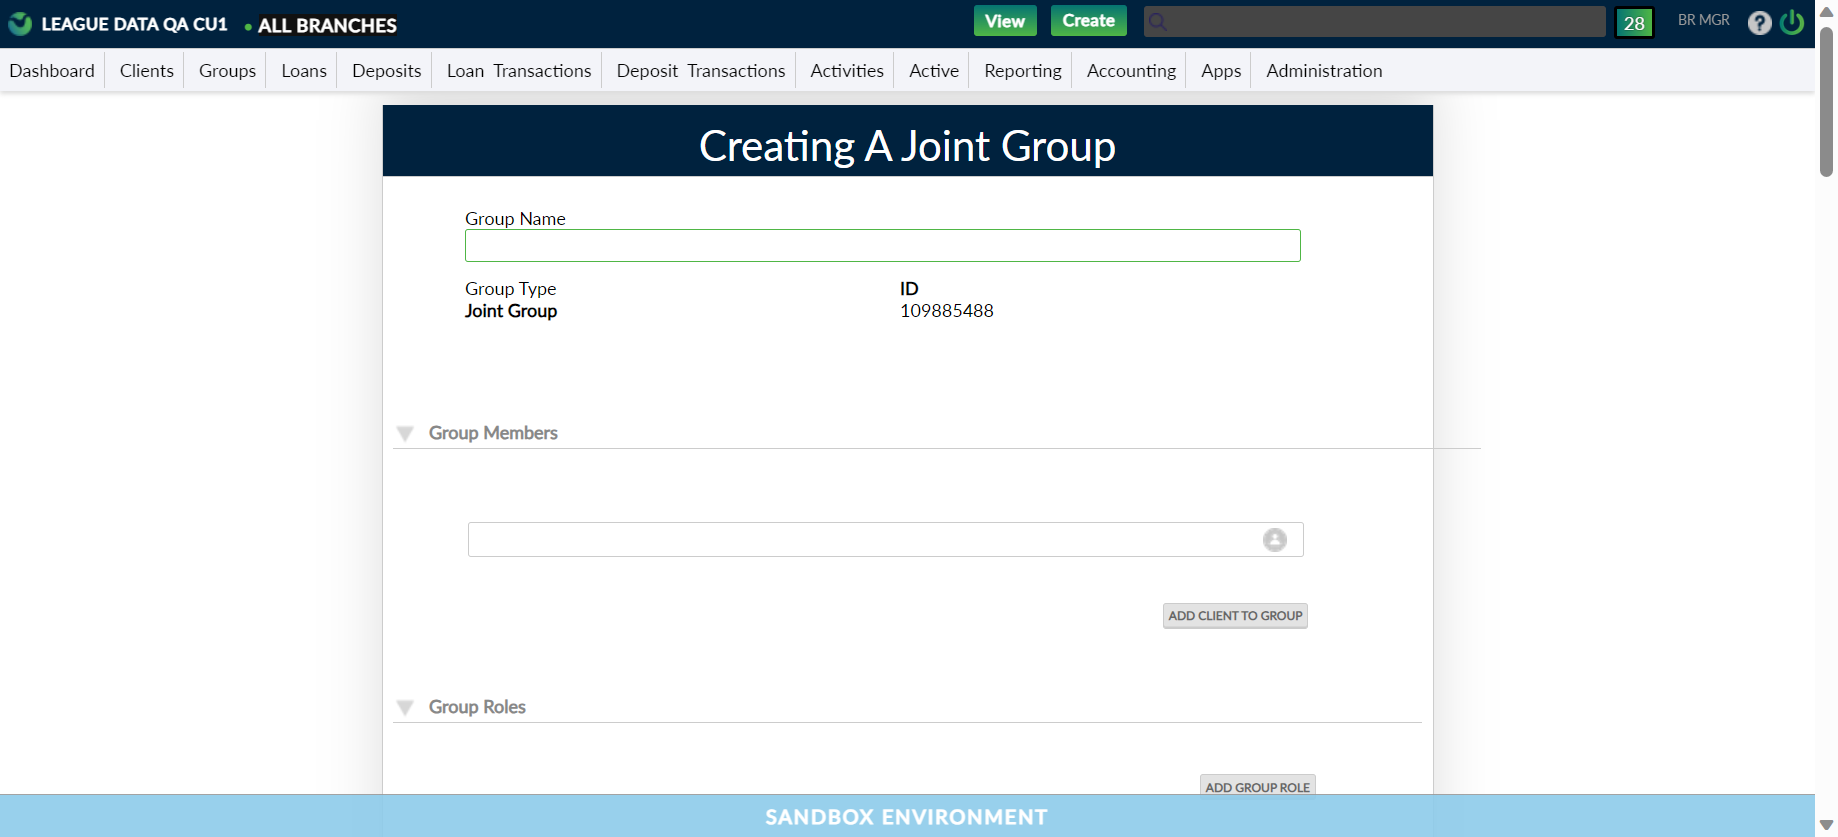 LEAGUE DATA QA CU1 • ALL BRANCHES View Create 28 BR MGR ?
Dashboard Clients Groups Loans Deposits Loan Transactions Deposit Transactions Activities Active Reporting Accounting Apps Administration
Creating A Joint Group
Group Name
Group Type ID
Joint Group 109885488
Group Members
ADD CLIENT TO GROUP
Group Roles
ADD GROUP ROLE
SANDBOX ENVIRONMENT